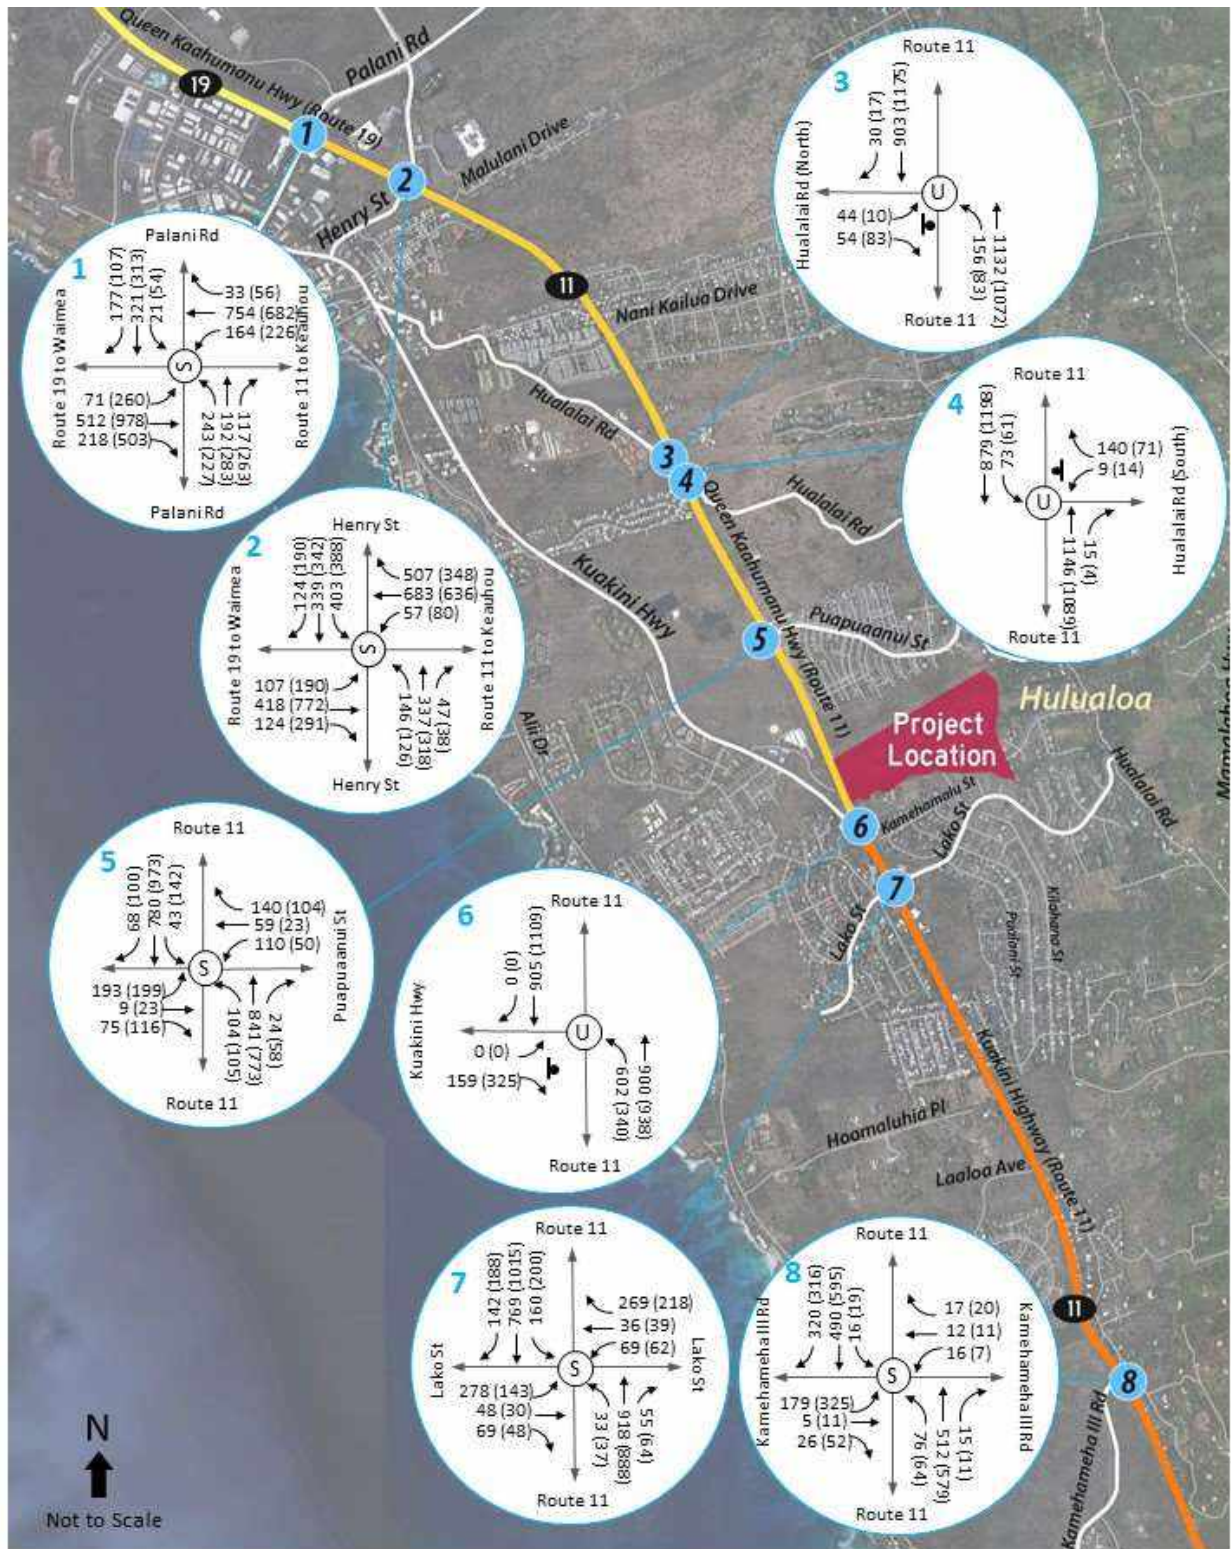 Queen Kaahumanu Hwy (Route 19)
19
Palani Rd
1
2
Malulani Drive
Henry St
11
Nani Kailua Drive
Hualalai Rd
3
4
Hualalai Rd
Queen Kaahumanu Hwy (Route 11)
Kuakini Hwy
5
Puapuaanui St
Project
Location
Hulualoa
Alii Dr
Hualalai Rd
6
Kamehamalu St
Lako St
7
Lako St
Kilohana St
Kuakini Highway (Route 11)
Hoomaluhia Pl
Laaloa Ave
11
8
Kamehameha III Rd
N
Not to Scale
1
Palani Rd
Route 19 to Waimea
Route 11 to Keauhou
177 (107)
321 (313)
21 (54)
33 (56)
754 (682)
164 (226)
S
71 (260)
512 (978)
218 (503)
243 (227)
192 (283)
117 (263)
Palani Rd
2
Henry St
Route 19 to Waimea
Route 11 to Keauhou
124 (190)
339 (342)
403 (388)
507 (348)
683 (636)
57 (80)
S
107 (190)
418 (772)
124 (291)
146 (126)
337 (318)
47 (38)
Henry St
3
Route 11
Hualalai Rd (North)
30 (17)
903 (1175)
U
44 (10)
54 (83)
156 (83)
1132 (1072)
Route 11
4
Route 11
Hualalai Rd (South)
879 (1198)
73 (61)
140 (71)
9 (14)
U
1146 (1089)
15 (4)
Route 11
5
Route 11
Puapuaanui St
68 (100)
780 (973)
43 (142)
140 (104)
59 (23)
110 (50)
S
193 (199)
9 (23)
75 (116)
104 (105)
841 (773)
24 (58)
Route 11
6
Route 11
Kuakini Hwy
0 (0)
905 (1109)
U
0 (0)
159 (325)
602 (340)
900 (938)
Route 11
7
Route 11
Lako St
Lako St
142 (188)
769 (1015)
160 (200)
269 (218)
36 (39)
69 (62)
S
278 (143)
48 (30)
69 (48)
33 (37)
918 (888)
55 (64)
Route 11
8
Route 11
Kamehameha III Rd
Kamehameha III Rd
320 (316)
490 (595)
16 (19)
17 (20)
12 (11)
16 (7)
S
179 (325)
5 (11)
26 (52)
76 (64)
512 (579)
15 (11)
Route 11